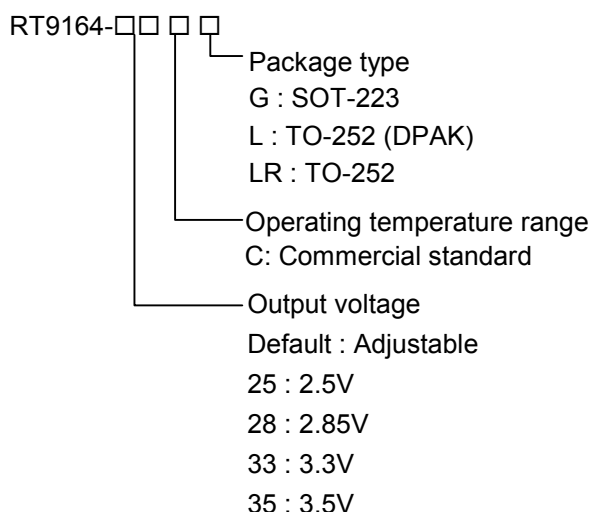 RT9164-□□ □ □
Package type
G : SOT-223
L : TO-252 (DPAK)
LR : TO-252
Operating temperature range
C: Commercial standard
Output voltage
Default : Adjustable
25 : 2.5V
28 : 2.85V
33 : 3.3V
35 : 3.5V